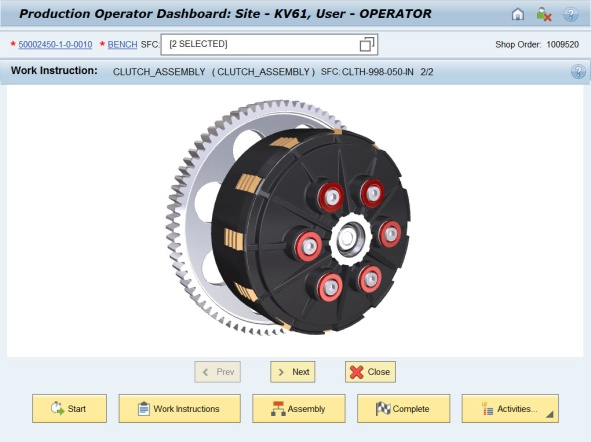 Production Operator Dashboard: Site - KV61, User - OPERATOR
* 50002450-1-0-0010 * BENCH SFC: [2 SELECTED] Shop Order: 1009520
Work Instruction: CLUTCH_ASSEMBLY ( CLUTCH_ASSEMBLY ) SFC: CLTH-998-050-IN 2/2
Prev Next Close
Start Work Instructions Assembly Complete Activities...